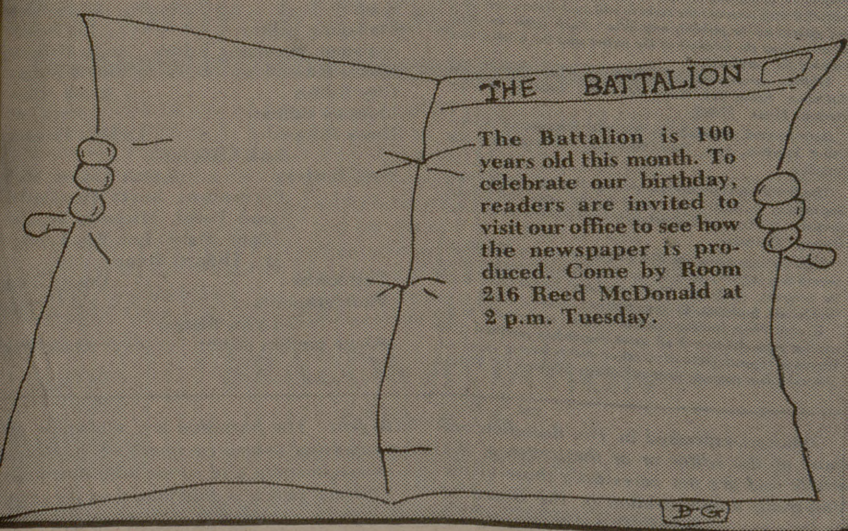 THE BATTALION
The Battalion is 100
years old this month. To
celebrate our birthday,
readers are invited to
visit our office to see how
the newspaper is pro-
duced. Come by Room
216 Reed McDonald at
2 p.m. Tuesday.
DG